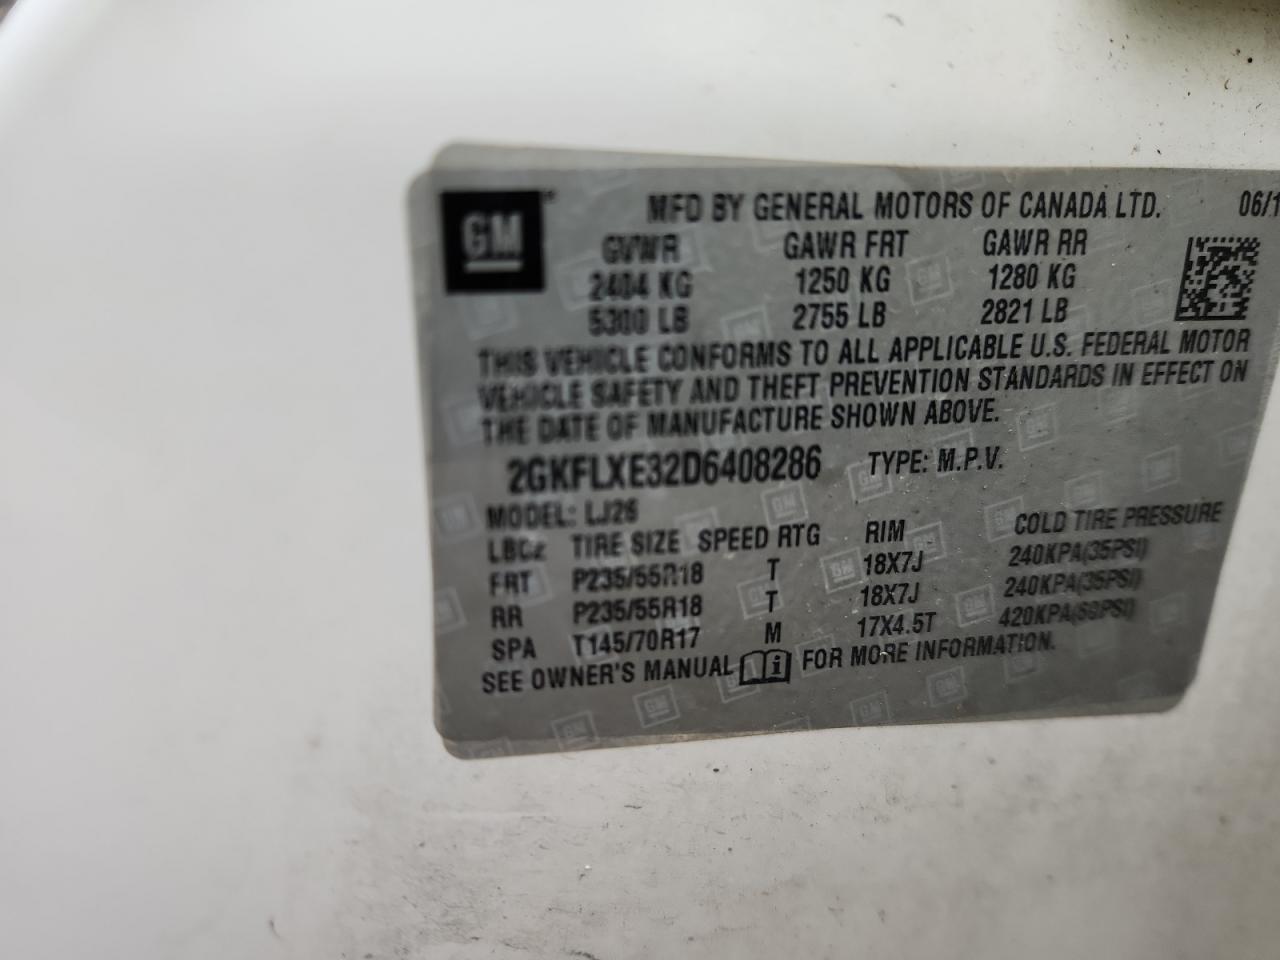 GM®
MFD BY GENERAL MOTORS OF CANADA LTD. 06/1
GVWR GAWR FRT GAWR RR
2404 KG 1250 KG 1280 KG
5300 LB 2755 LB 2821 LB
THIS VEHICLE CONFORMS TO ALL APPLICABLE U.S. FEDERAL MOTOR
VEHICLE SAFETY AND THEFT PREVENTION STANDARDS IN EFFECT ON
THE DATE OF MANUFACTURE SHOWN ABOVE.
2GKFLXE32D6408286 TYPE: M.P.V.
MODEL: LJ26
TIRE SIZE SPEED RTG RIM COLD TIRE PRESSURE
FRT P235/55R18 T 18X7J 240KPA(35PSI)
RR P235/55R18 T 18X7J 240KPA(35PSI)
SPA T145/70R17 M 17X4.5T 420KPA(60PSI)
SEE OWNER'S MANUAL FOR MORE INFORMATION.